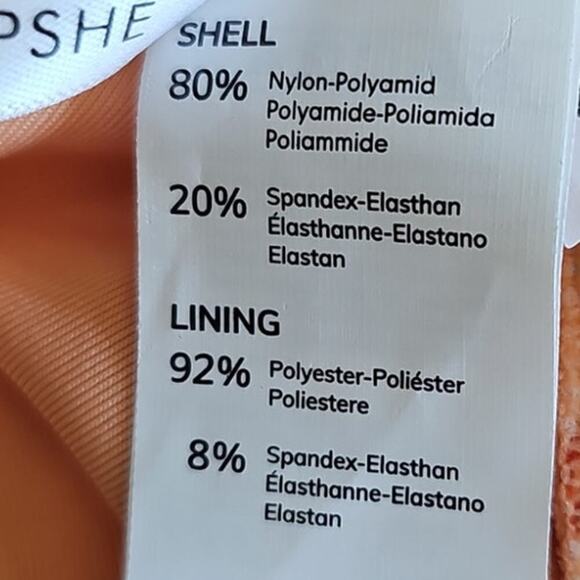 PSHE
SHELL
80% Nylon-Polyamid
Polyamide-Poliamida
Poliammide
20% Spandex-Elasthan
Élasthanne-Elastano
Elastan
LINING
92% Polyester-Poliéster
Poliestere
8% Spandex-Elasthan
Élasthanne-Elastano
Elastan